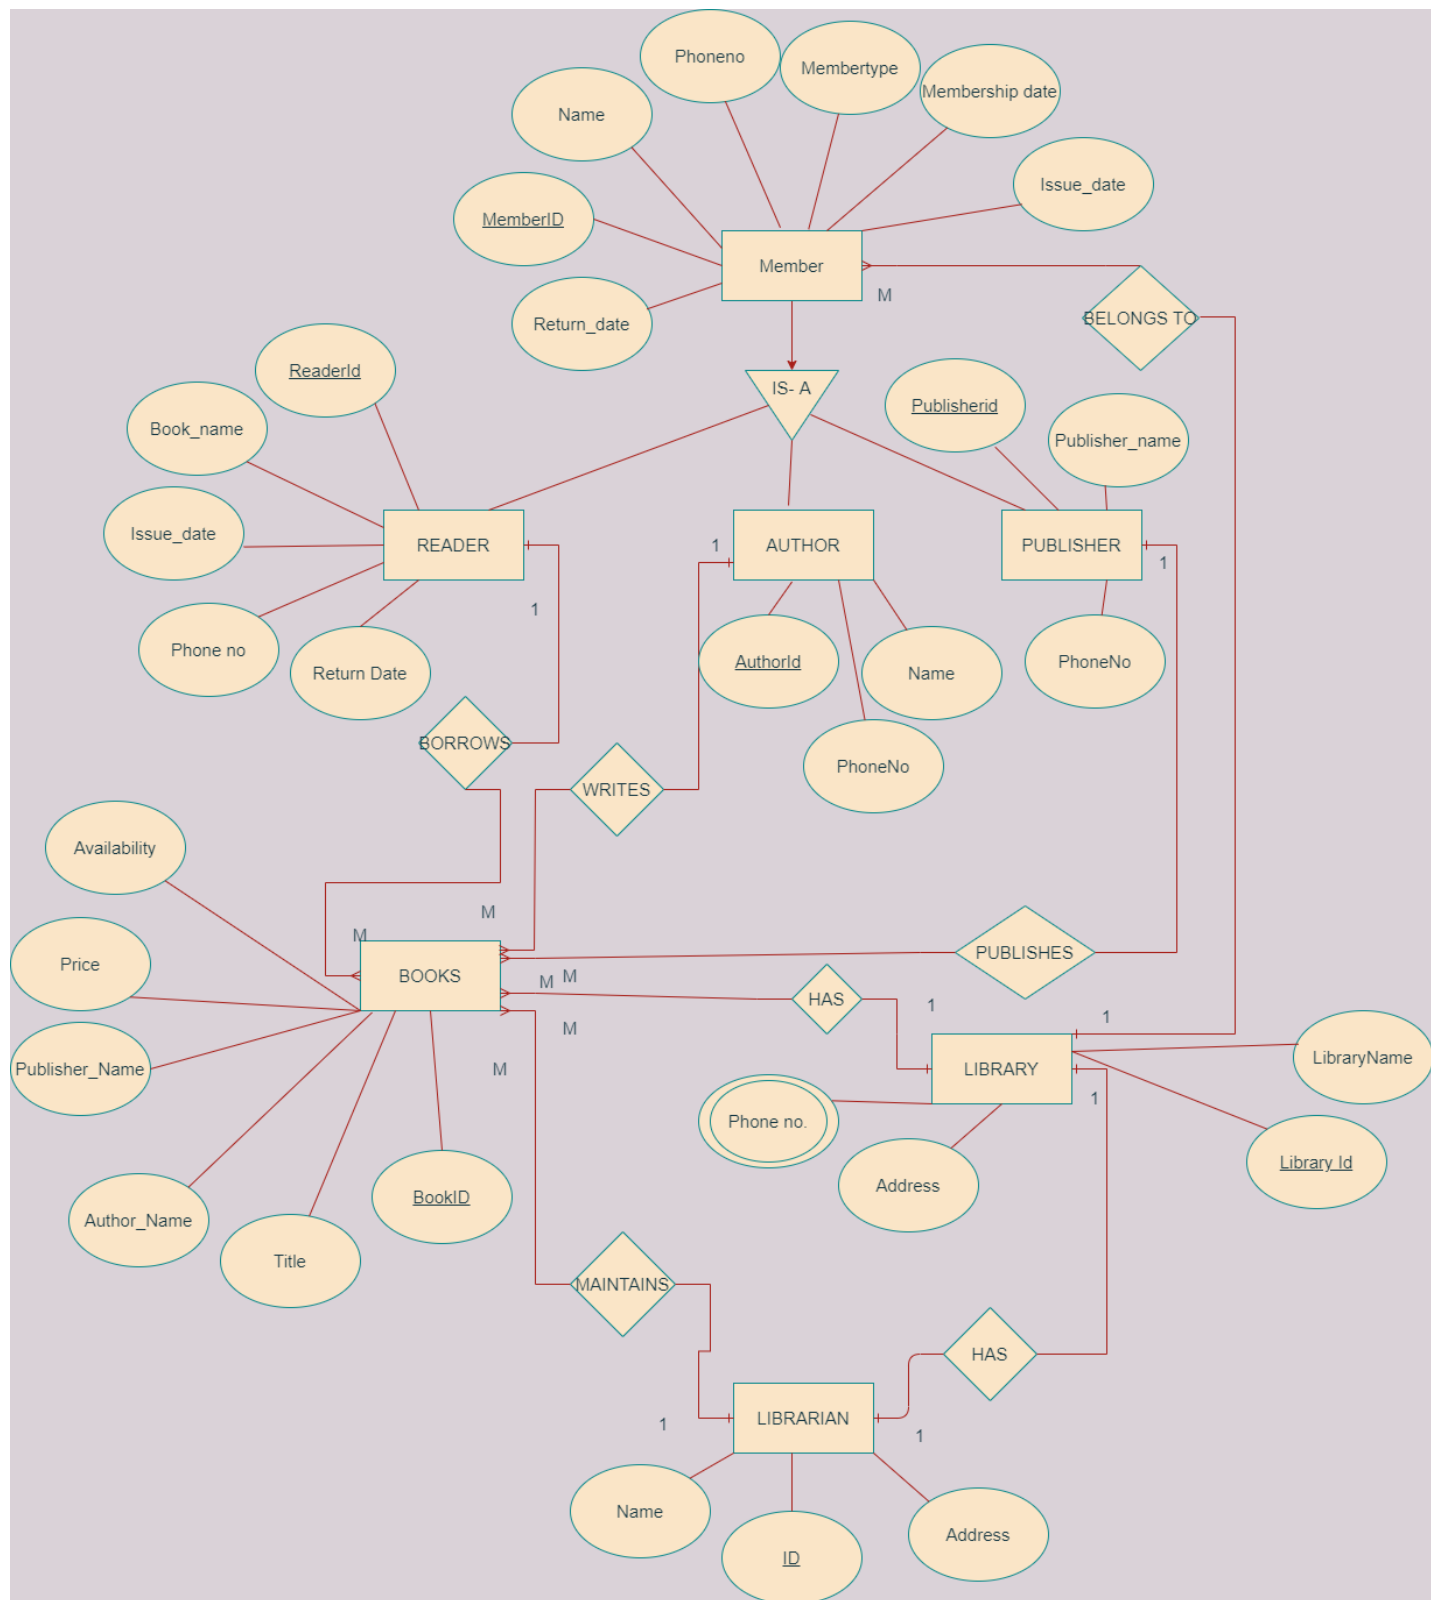 Phoneno
Membertype
Membership date
Name
Issue_date
MemberID
Member
M
Return_date
BELONGS TO
ReaderId
IS- A
Publisherid
Book_name
Publisher_name
Issue_date
READER
1
AUTHOR
PUBLISHER
1
1
Phone no
Return Date
AuthorId
Name
PhoneNo
BORROWS
WRITES
PhoneNo
Availability
M
M
Price
BOOKS
M
M
PUBLISHES
HAS
1
1
M
Publisher_Name
M
LIBRARY
LibraryName
1
Phone no.
Address
Library Id
BookID
Author_Name
Title
MAINTAINS
HAS
1
LIBRARIAN
1
Name
ID
Address